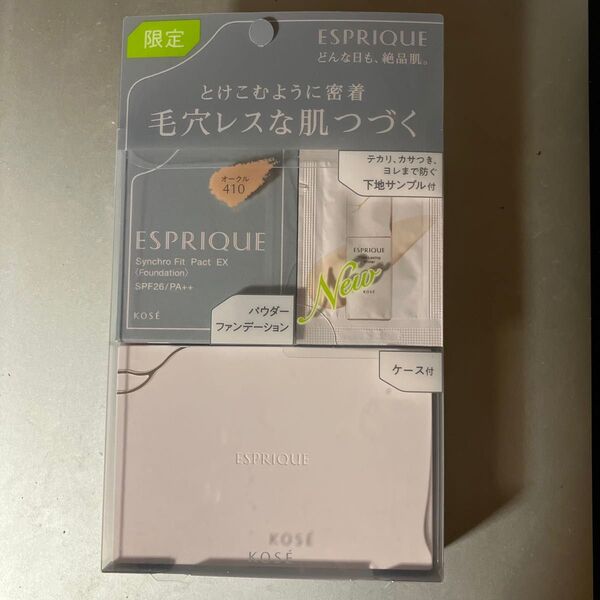 限定
ESPRIQUE
どんな日も、絶品肌。
とけこむように密着
毛穴レスな肌つづく
オークル
410
ESPRIQUE
Synchro Fit Pact EX
〈Foundation〉
SPF26/PA++
KOSÉ
パウダー
ファンデーション
テカリ、カサつき、
ヨレまで防ぐ
下地サンプル付
ESPRIQUE
KOSÉ
New
ケース付
ESPRIQUE
KOSÉ
KOSÉ